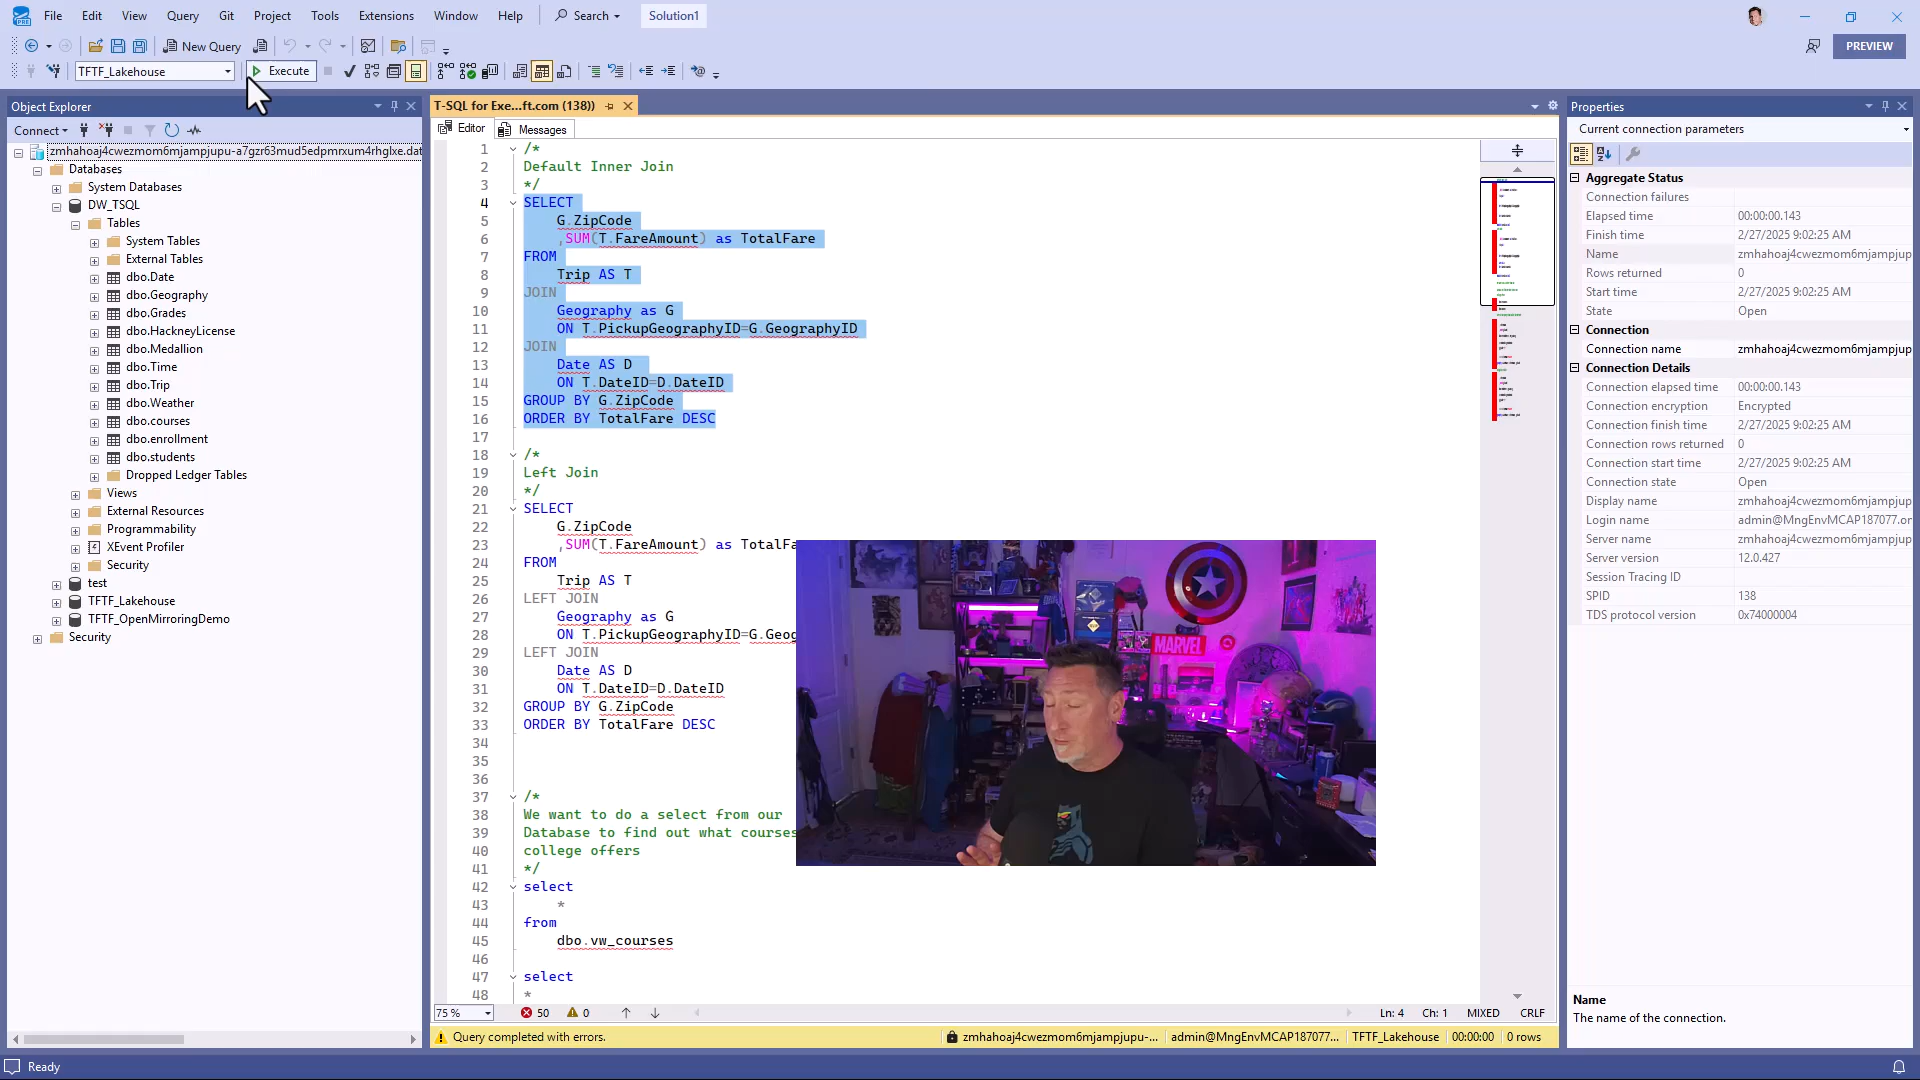 File Edit View Query Git Project Tools Extensions Window Help Search Solution1
New Query PREVIEW
TFTF_Lakehouse Execute
Object Explorer
Connect
zmhahoaj4cwezmom6mjampjupu-a7gzr63mud5edpmrxum4rhglxe.dat
Databases
System Databases
DW_TSQL
Tables
System Tables
External Tables
dbo.Date
dbo.Geography
dbo.Grades
dbo.HackneyLicense
dbo.Medallion
dbo.Time
dbo.Trip
dbo.Weather
dbo.courses
dbo.enrollment
dbo.students
Dropped Ledger Tables
Views
External Resources
Programmability
XEvent Profiler
Security
test
TFTF_Lakehouse
TFTF_OpenMirroringDemo
Security
T-SQL for Exe...ft.com (138))
Editor Messages
1 /*
2 Default Inner Join
3 */
4 SELECT
5 G.ZipCode
6 ,SUM(T.FareAmount) as TotalFare
7 FROM
8 Trip AS T
9 JOIN
10 Geography as G
11 ON T.PickupGeographyID=G.GeographyID
12 JOIN
13 Date AS D
14 ON T.DateID=D.DateID
15 GROUP BY G.ZipCode
16 ORDER BY TotalFare DESC
17
18 /*
19 Left Join
20 */
21 SELECT
22 G.ZipCode
23 ,SUM(T.FareAmount) as TotalFa
24 FROM
25 Trip AS T
26 LEFT JOIN
27 Geography as G
28 ON T.PickupGeographyID=G.Geog
29 LEFT JOIN
30 Date AS D
31 ON T.DateID=D.DateID
32 GROUP BY G.ZipCode
33 ORDER BY TotalFare DESC
34
35
36
37 /*
38 We want to do a select from our
39 Database to find out what courses
40 college offers
41 */
42 select
43 *
44 from
45 dbo.vw_courses
46
47 select
48 *
MARVEL
75 % 50 0 Ln: 4 Ch: 1 MIXED CRLF
Query completed with errors. zmhahoaj4cwezmom6mjampjupu-... admin@MngEnvMCAP187077... TFTF_Lakehouse 00:00:00 0 rows
Properties
Current connection parameters
Aggregate Status
Connection failures
Elapsed time 00:00:00.143
Finish time 2/27/2025 9:02:25 AM
Name zmhahoaj4cwezmom6mjampjup
Rows returned 0
Start time 2/27/2025 9:02:25 AM
State Open
Connection
Connection name zmhahoaj4cwezmom6mjampjup
Connection Details
Connection elapsed time 00:00:00.143
Connection encryption Encrypted
Connection finish time 2/27/2025 9:02:25 AM
Connection rows returned 0
Connection start time 2/27/2025 9:02:25 AM
Connection state Open
Display name zmhahoaj4cwezmom6mjampjup
Login name admin@MngEnvMCAP187077.on
Server name zmhahoaj4cwezmom6mjampjup
Server version 12.0.427
Session Tracing ID
SPID 138
TDS protocol version 0x74000004
Name
The name of the connection.
Ready